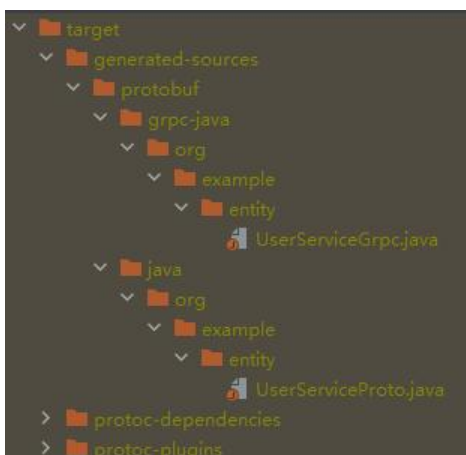 target
generated-sources
protobuf
grpc-java
org
example
entity
UserServiceGrpc.java
java
org
example
entity
UserServiceProto.java
protoc-dependencies
protoc-plugins